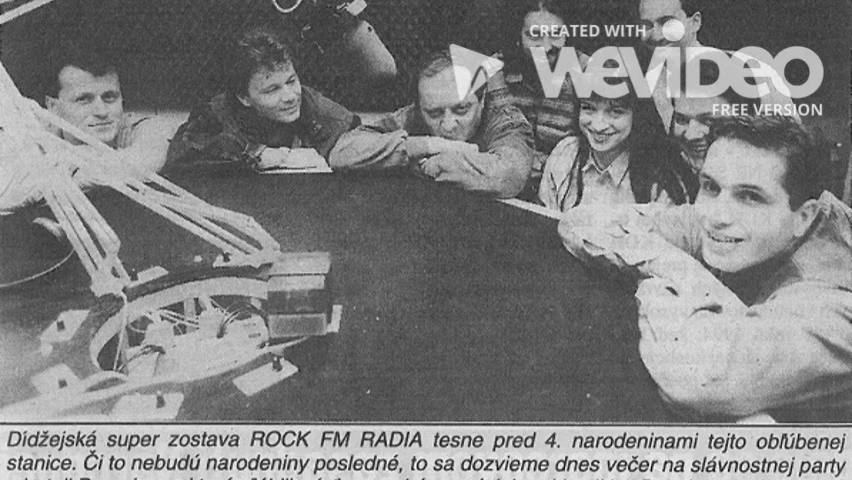 CREATED WITH
WeVIDEO
FREE VERSION
Dídžejská super zostava ROCK FM RADIA tesne pred 4. narodeninami tejto obľúbenej
stanice. Či to nebudú narodeniny posledné, to sa dozvieme dnes večer na slávnostnej party